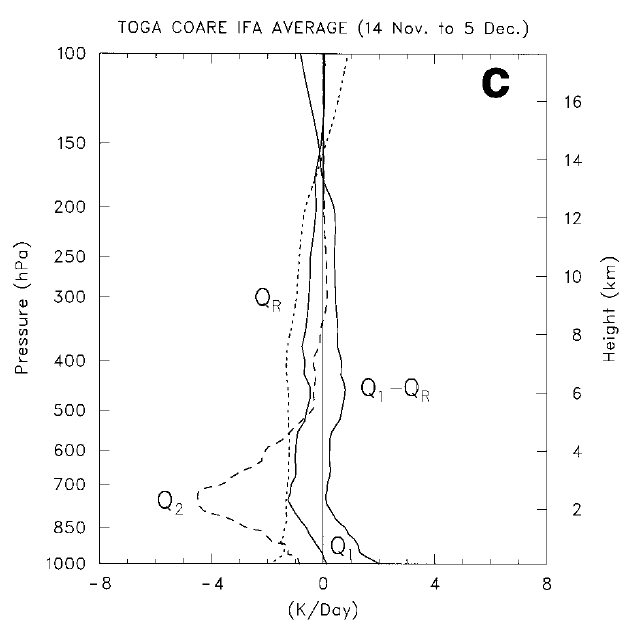 TOGA COARE IFA AVERAGE (14 Nov. to 5 Dec.)
C
100
150
200
250
300
400
500
600
700
850
1000
Pressure (hPa)
16
14
12
10
8
6
4
2
Height (km)
QR
Q1-QR
Q2
Q1
-8 -4 0 4 8
(K/Day)